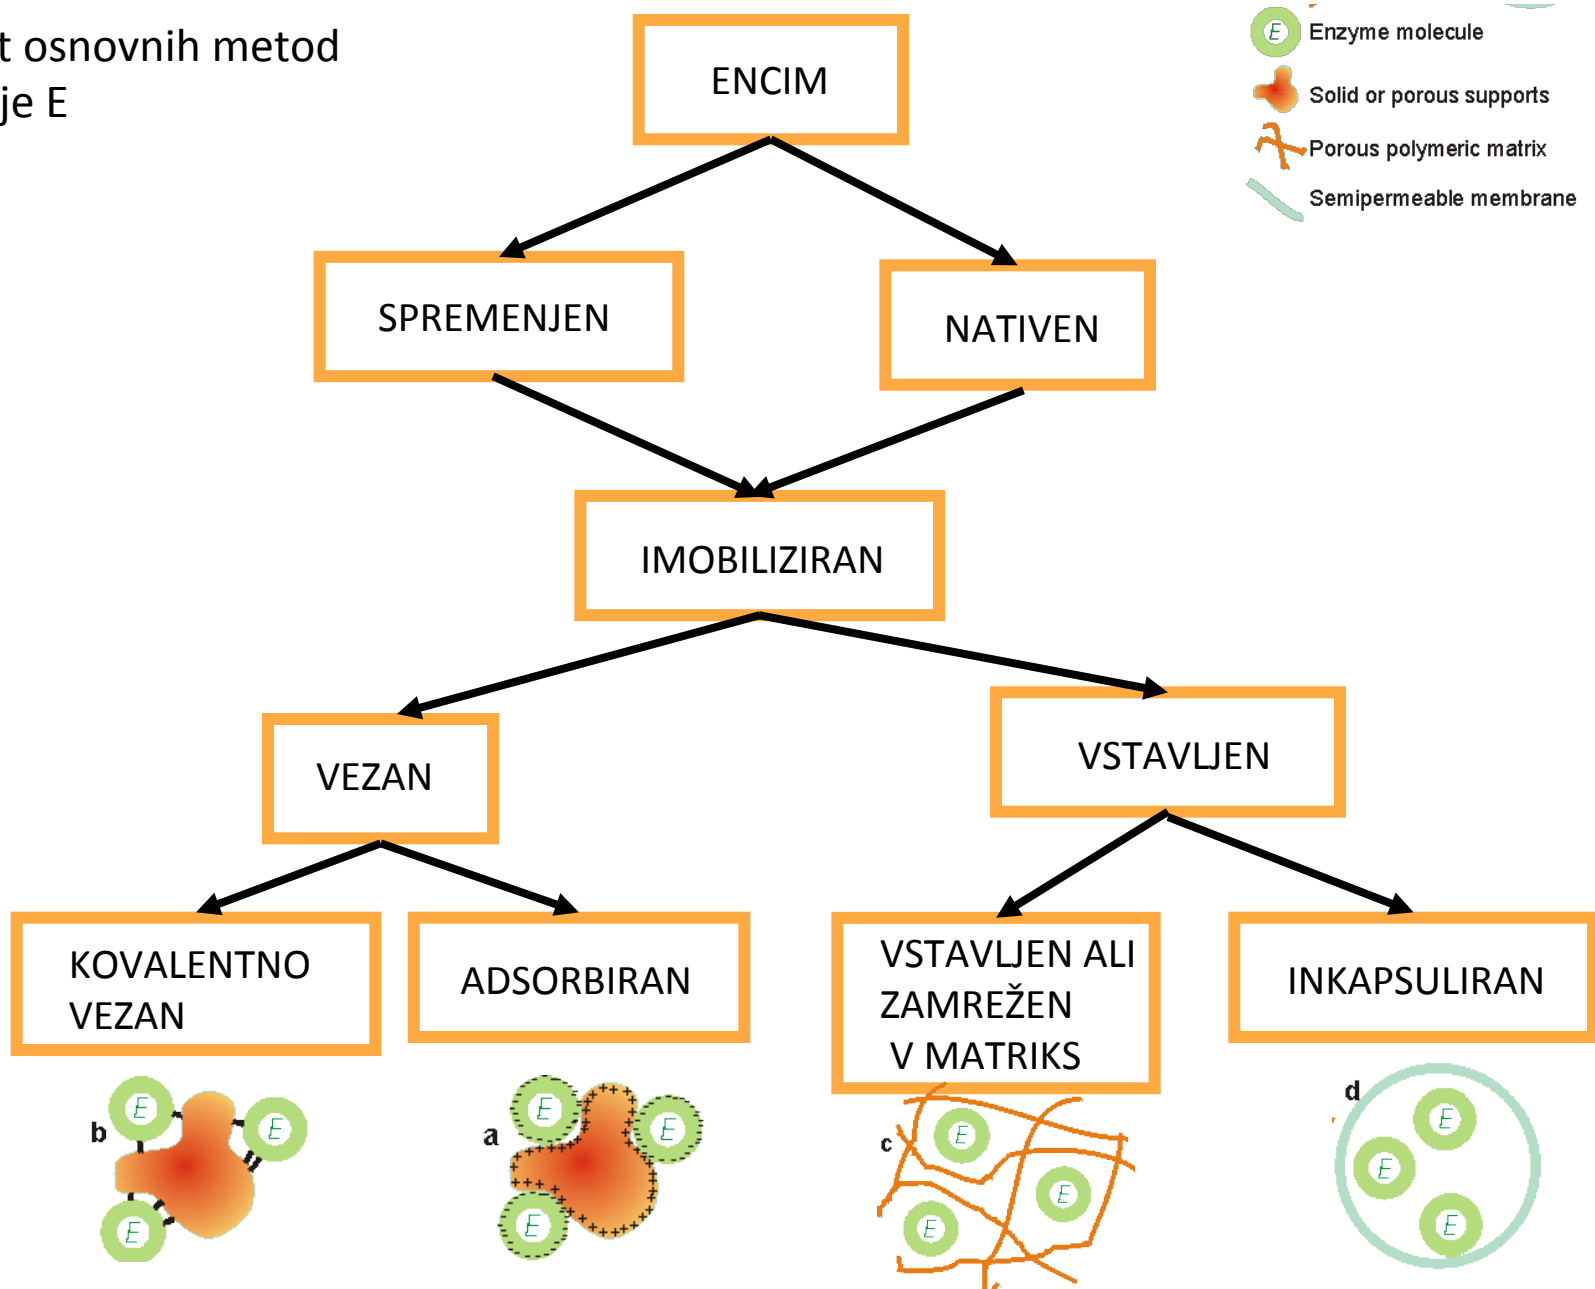 t osnovnih metod
je E
ENCIM
Enzyme molecule
Solid or porous supports
Porous polymeric matrix
Semipermeable membrane
SPREMENJEN
NATIVEN
IMOBILIZIRAN
VEZAN
VSTAVLJEN
KOVALENTNO
VEZAN
ADSORBIRAN
VSTAVLJEN ALI
ZAMREŽEN
V MATRIKS
INKAPSULIRAN
b
E
E
E
a
E
E
E
c
E
E
E
d
E
E
E
E